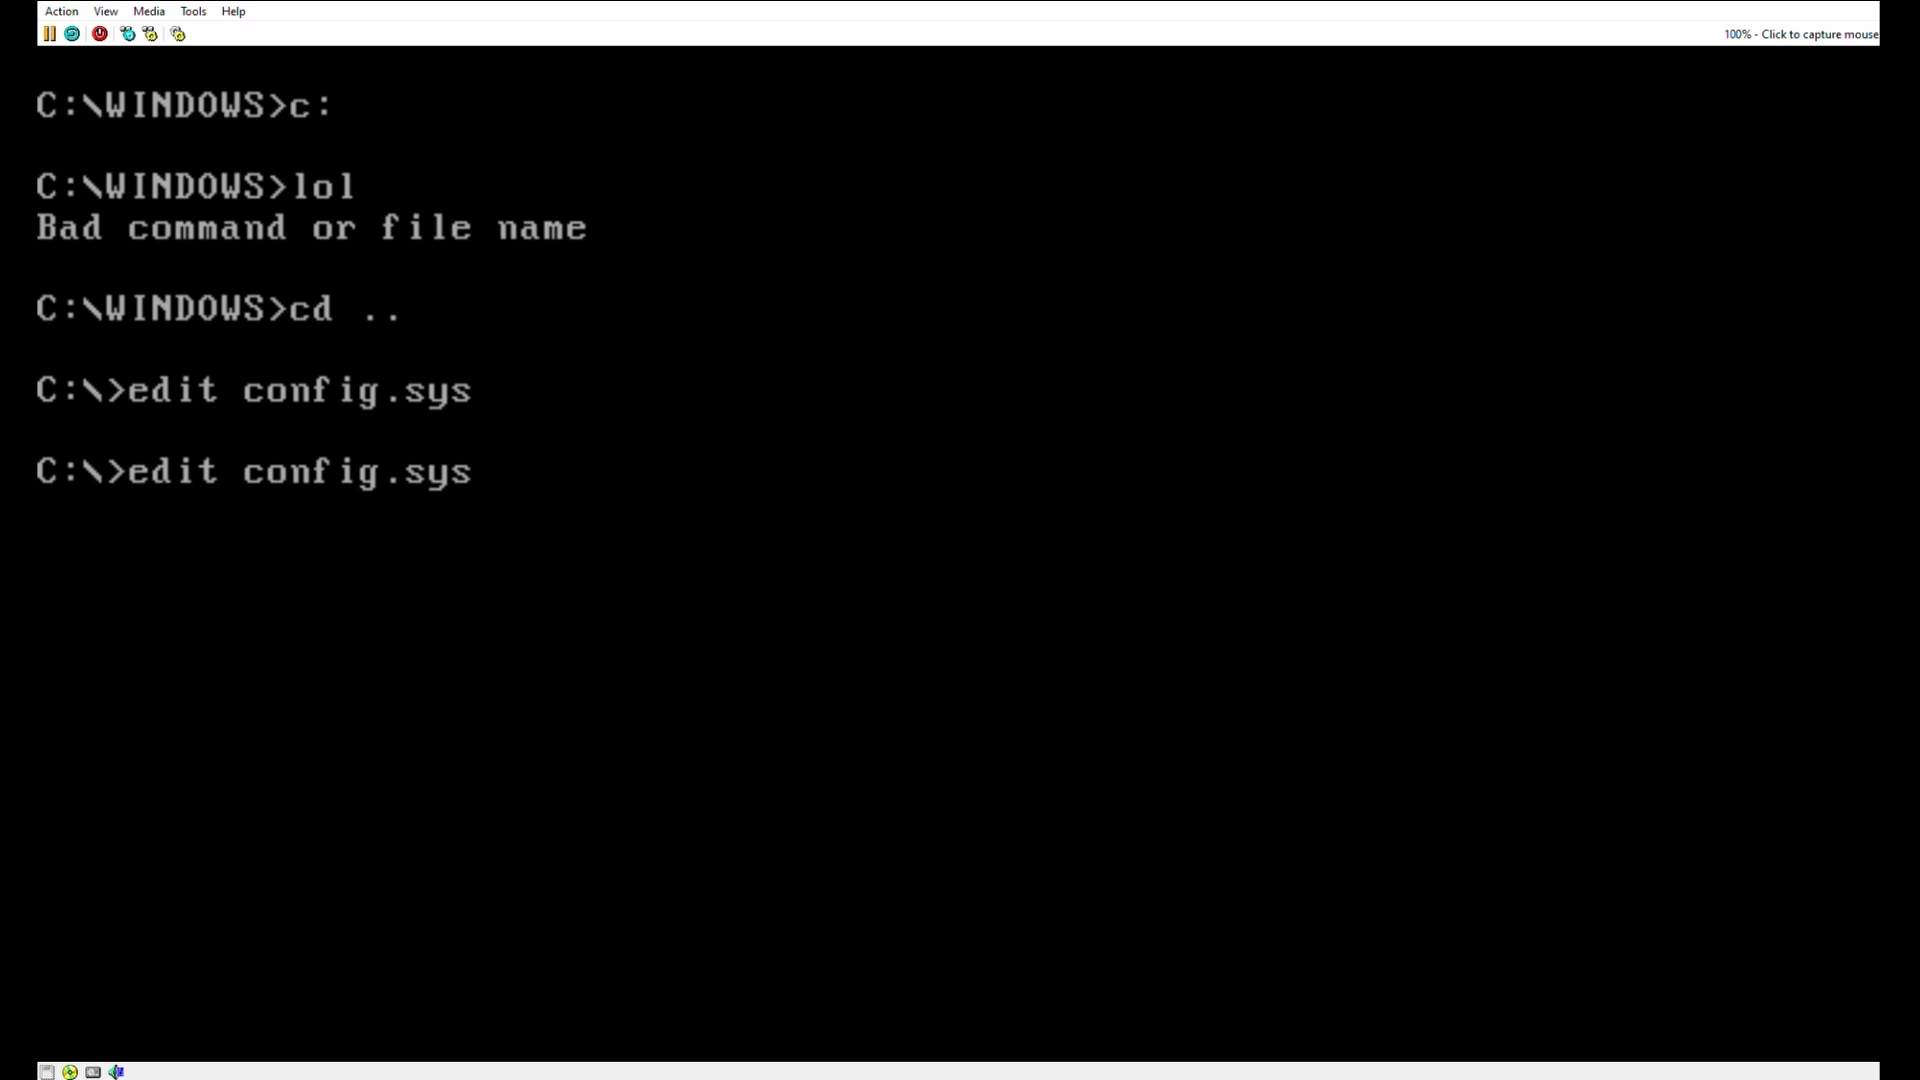 Action View Media Tools Help
100% - Click to capture mouse
C:\WINDOWS>c:
C:\WINDOWS>lol
Bad command or file name
C:\WINDOWS>cd ..
C:\>edit config.sys
C:\>edit config.sys